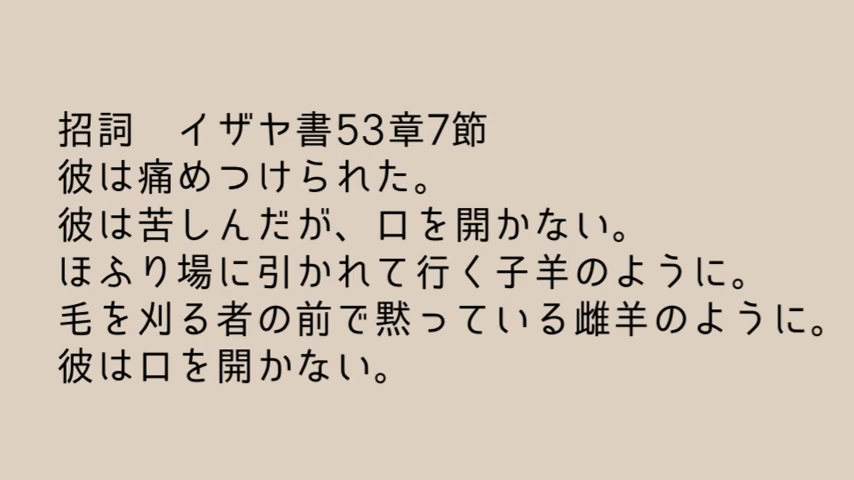 招詞　イザヤ書53章7節
彼は痛めつけられた。
彼は苦しんだが、口を開かない。
ほふり場に引かれて行く子羊のように。
毛を刈る者の前で黙っている雌羊のように。
彼は口を開かない。